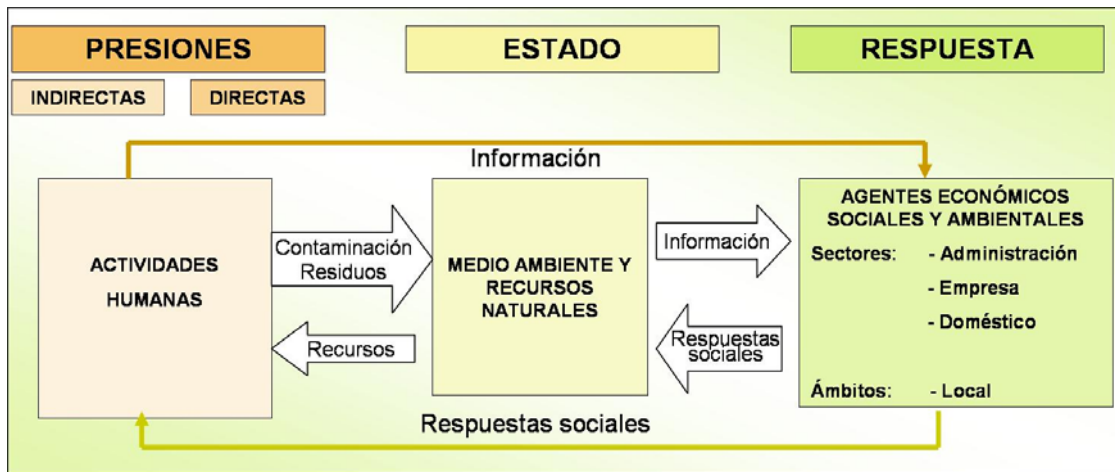 PRESIONES
ESTADO
RESPUESTA
INDIRECTAS
DIRECTAS
Información
ACTIVIDADES
HUMANAS
Contaminación
Residuos
Recursos
MEDIO AMBIENTE Y
RECURSOS
NATURALES
Información
Respuestas
sociales
AGENTES ECONÓMICOS
SOCIALES Y AMBIENTALES
Sectores: - Administración
- Empresa
- Doméstico
Ámbitos: - Local
Respuestas sociales